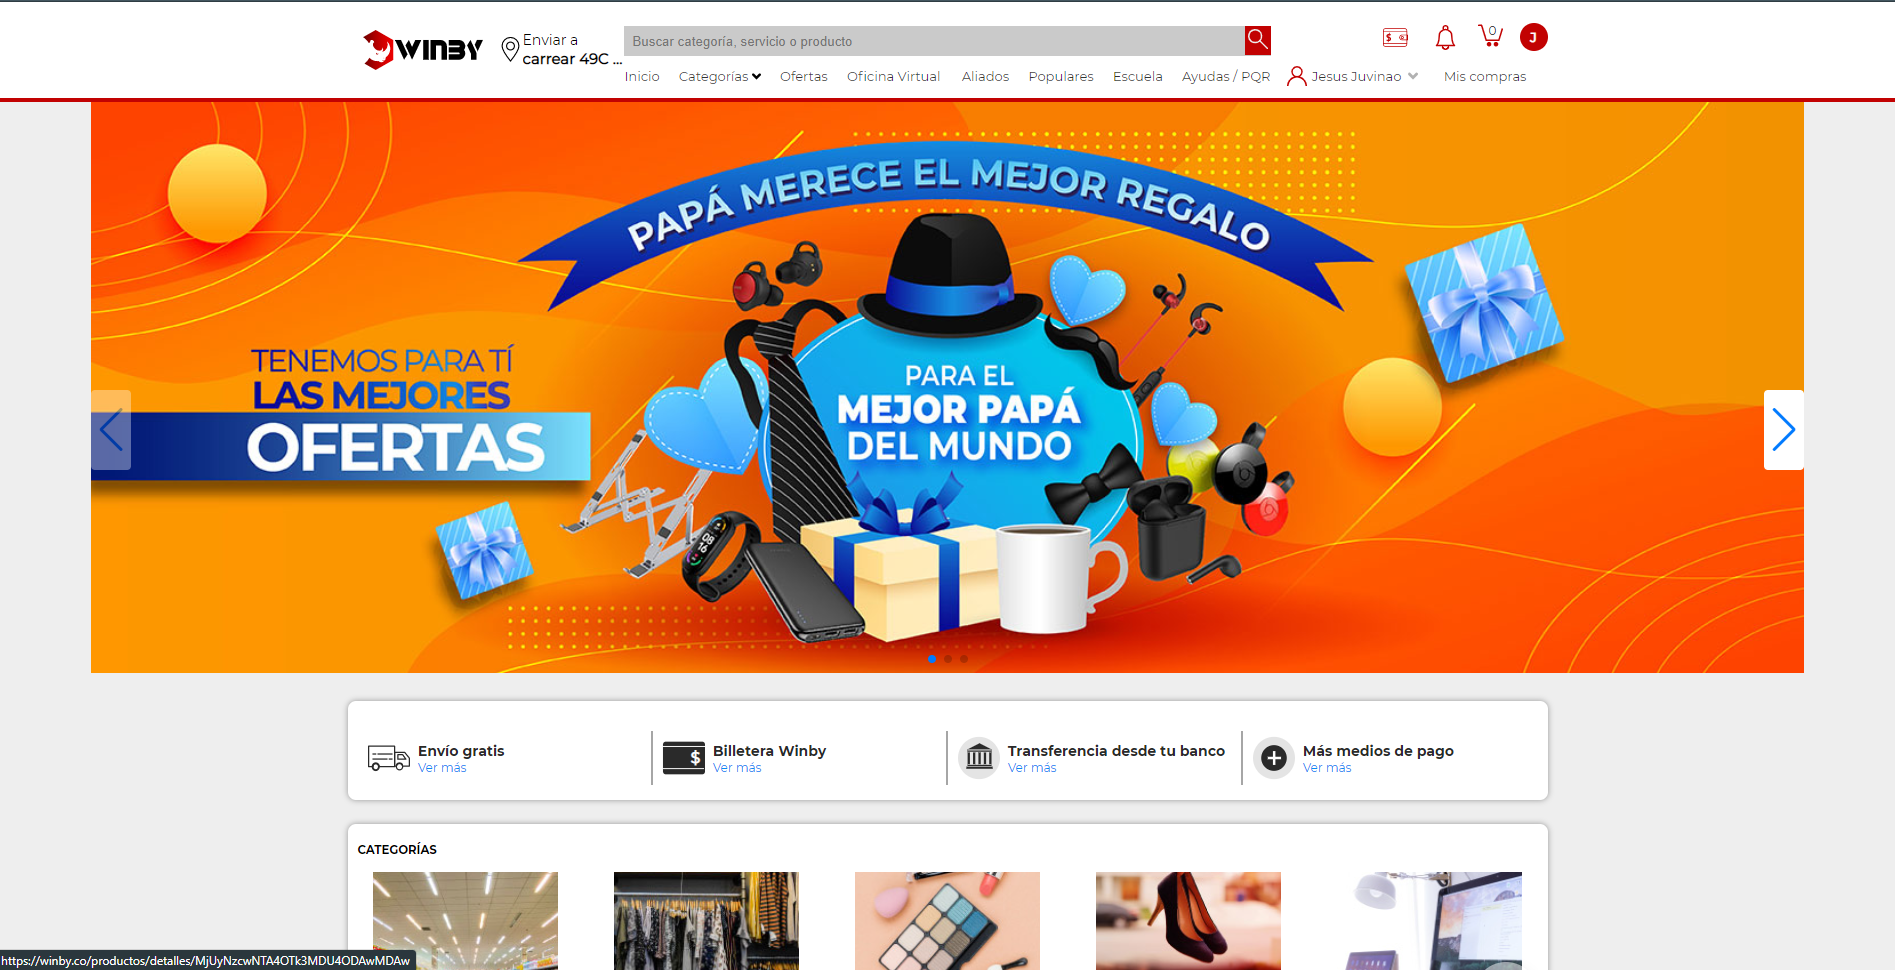 WINBY
Enviar a
carrear 49C ...
Buscar categoría, servicio o producto
$
0
J
Inicio
Categorías
Ofertas
Oficina Virtual
Aliados
Populares
Escuela
Ayudas / PQR
Jesus Juvinao
Mis compras
PAPÁ MERECE EL MEJOR REGALO
TENEMOS PARA TÍ
LAS MEJORES
OFERTAS
PARA EL
MEJOR PAPÁ
DEL MUNDO
08
16
Envío gratis
Ver más
$
Billetera Winby
Ver más
Transferencia desde tu banco
Ver más
Más medios de pago
Ver más
CATEGORÍAS
https://winby.co/productos/detalles/MjUyNzcwNTA4OTk3MDU4ODAwMDAw